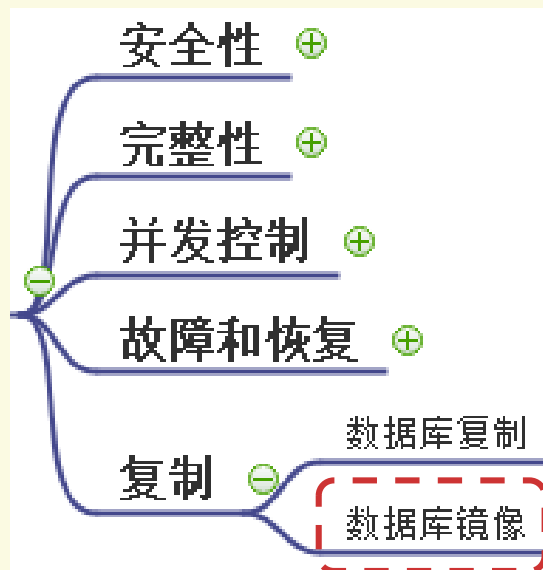 安全性
完整性
并发控制
故障和恢复
复制
数据库复制
数据库镜像